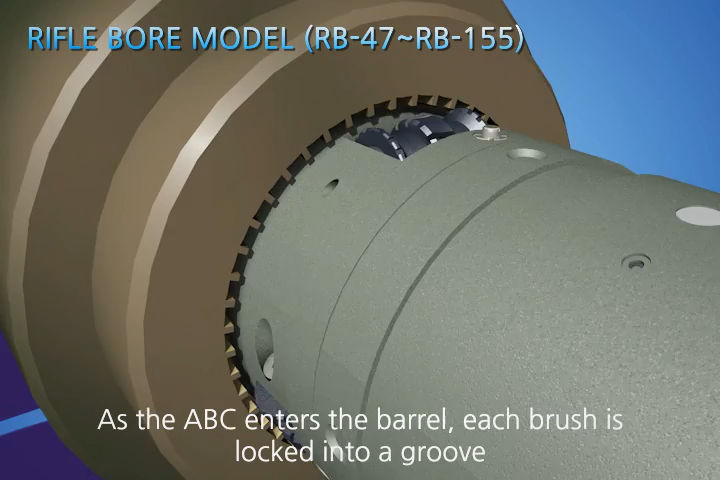 RIFLE BORE MODEL (RB-47~RB-155)
As the ABC enters the barrel, each brush is
locked into a groove